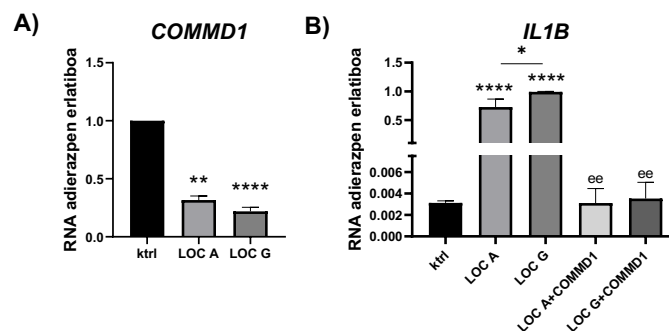 A)
COMMD1
RNA adierazpen erlatiboa
1.5
1.0
0.5
0.0
**
****
ktrl
LOC A
LOC G
B)
IL1B
RNA adierazpen erlatiboa
1.5
1.0
0.5
0.006
0.004
0.002
0.000
*
****
****
ee
ee
ktrl
LOC A
LOC G
LOC A+COMMD1
LOC G+COMMD1